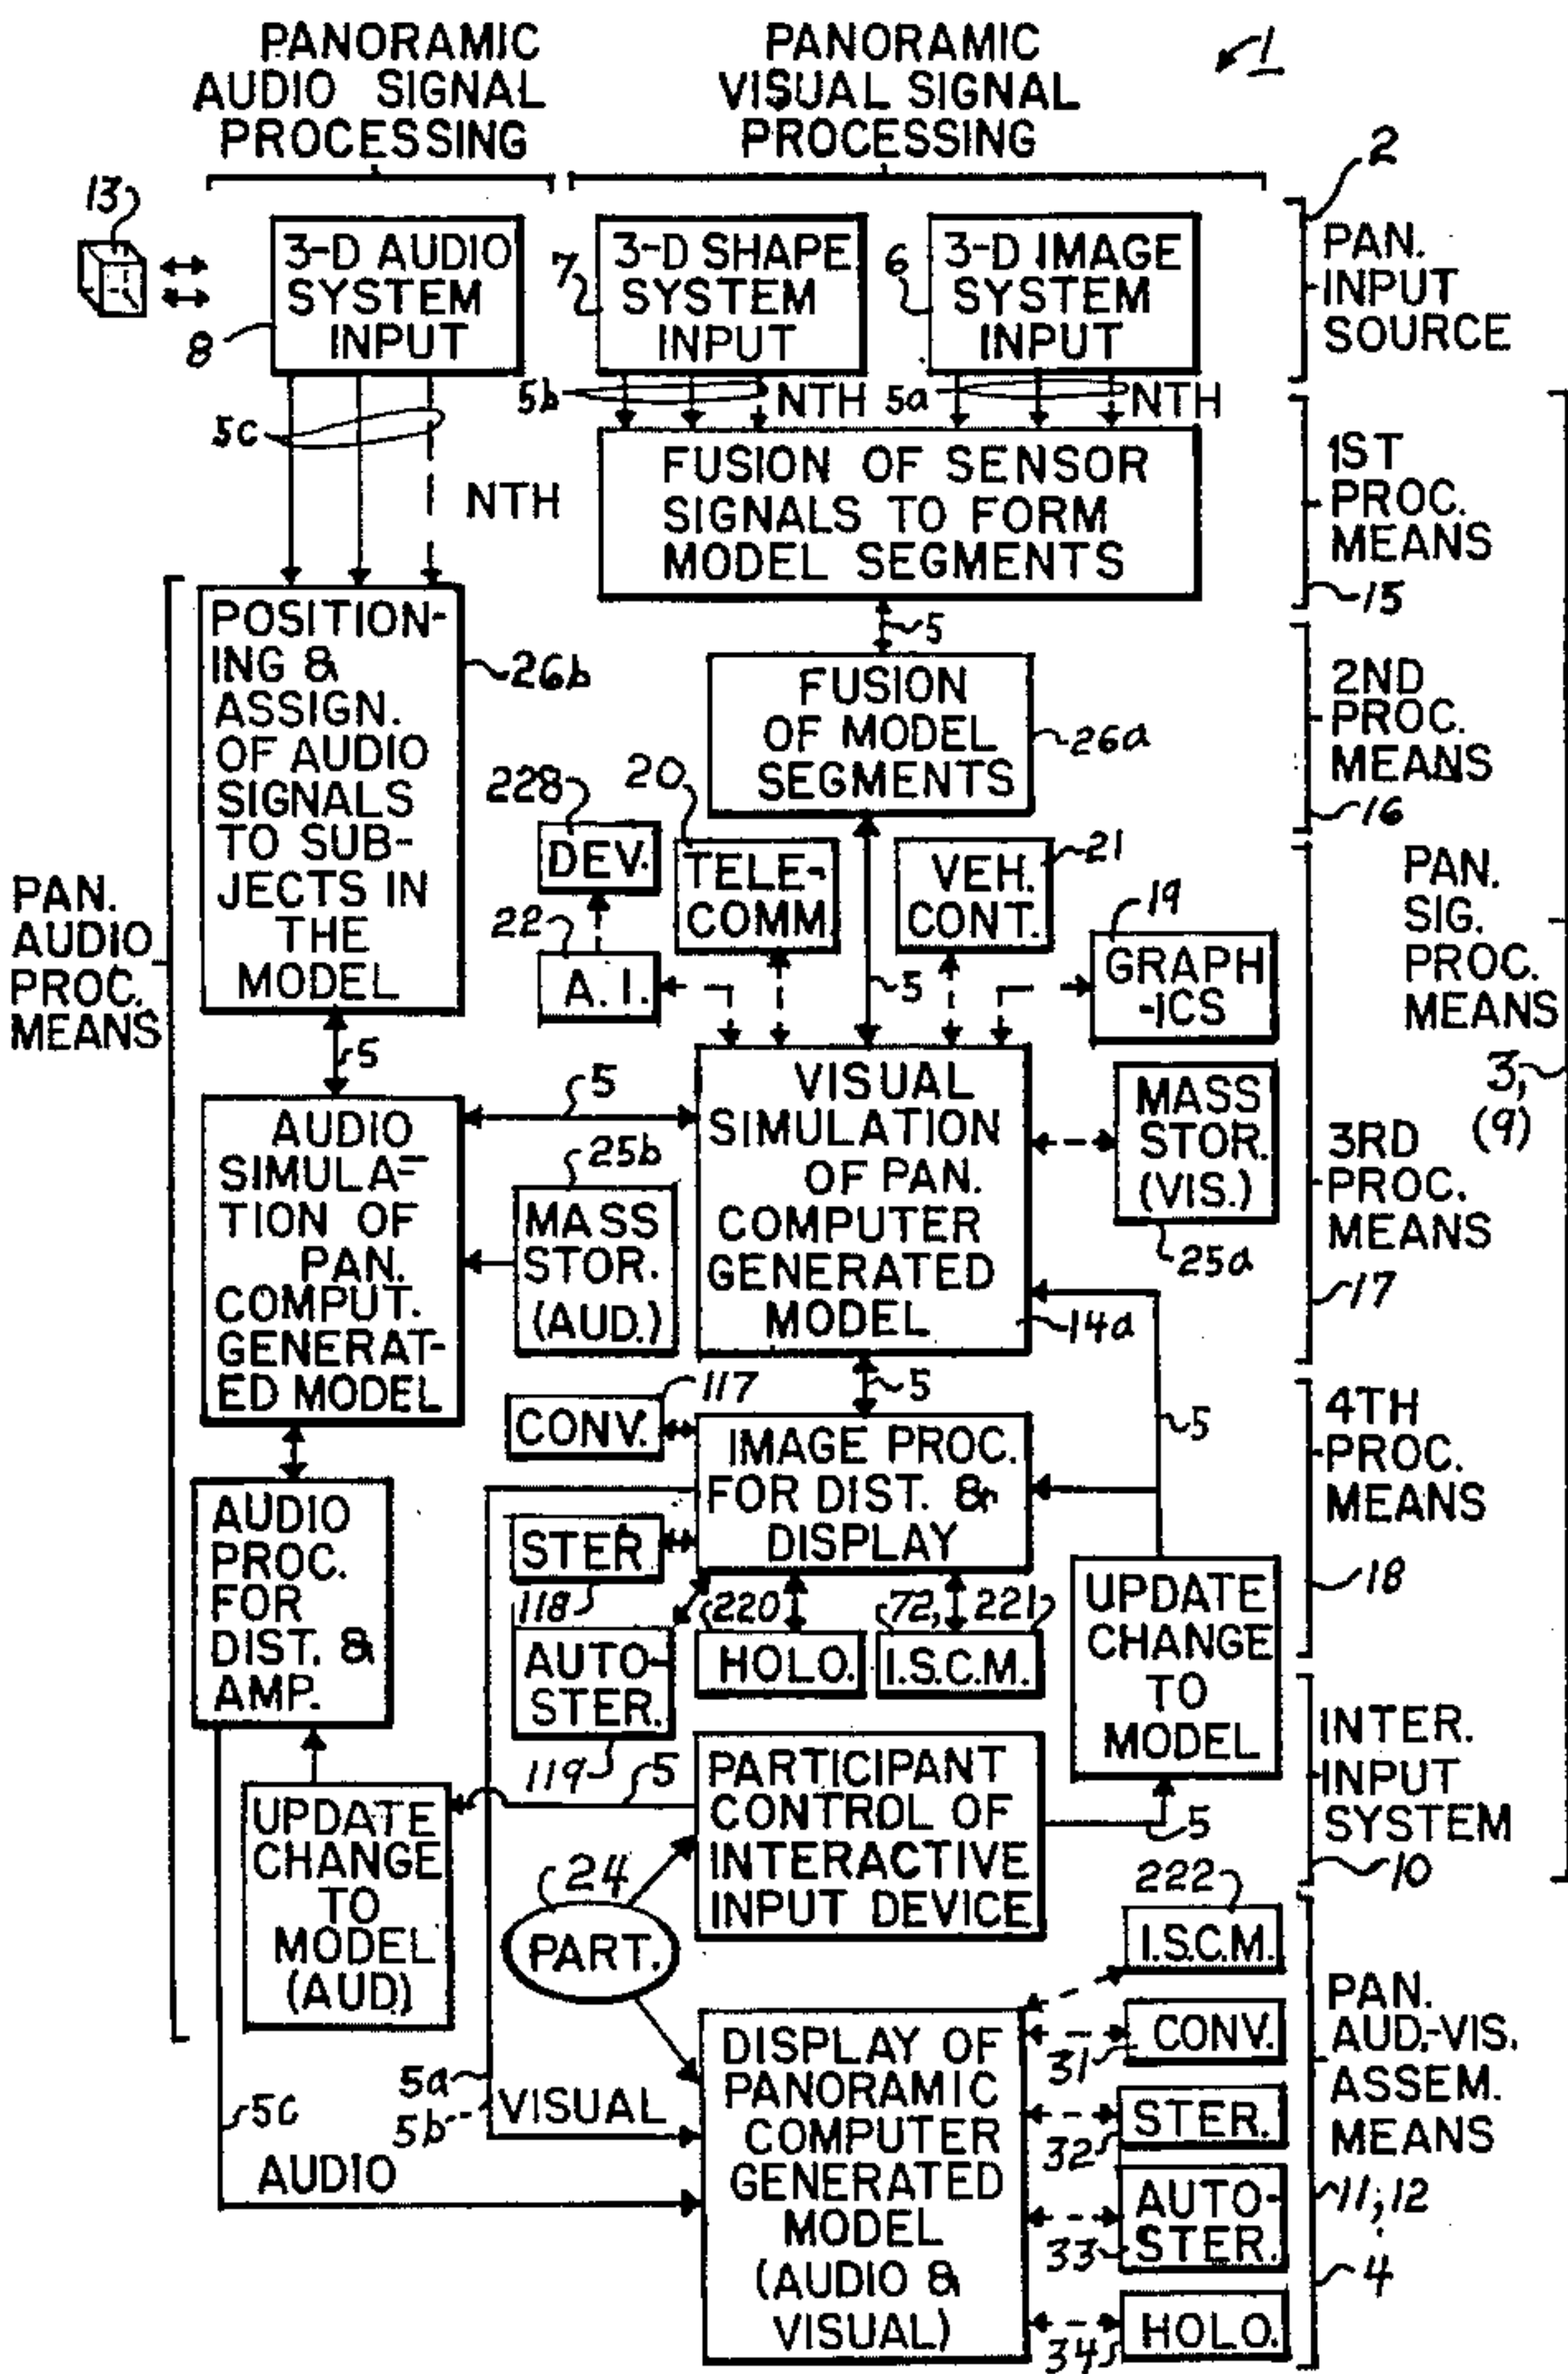 PANORAMIC
AUDIO SIGNAL
PROCESSING
PANORAMIC
VISUAL SIGNAL
PROCESSING
1
2
13
3-D AUDIO
SYSTEM
INPUT
8
7
3-D SHAPE
SYSTEM
INPUT
6
3-D IMAGE
SYSTEM
INPUT
PAN.
INPUT
SOURCE
5c
NTH
5b
NTH
5a
NTH
FUSION OF SENSOR
SIGNALS TO FORM
MODEL SEGMENTS
1ST
PROC.
MEANS
15
5
POSITION-
ING &
ASSIGN.
OF AUDIO
SIGNALS
TO SUB-
JECTS IN
THE
MODEL
26b
FUSION
OF MODEL
SEGMENTS
26a
2ND
PROC.
MEANS
16
PAN.
AUDIO
PROC.
MEANS
228
DEV.
20
TELE-
COMM.
VEH.
CONT.
21
22
A.I.
5
19
GRAPH
-ICS
PAN.
SIG.
PROC.
MEANS
3,
(9)
5
AUDIO
SIMULA-
TION OF
PAN.
COMPUT.
GENERAT-
ED MODEL
5
25b
MASS
STOR.
(AUD.)
VISUAL
SIMULATION
OF PAN.
COMPUTER
GENERATED
MODEL
14a
MASS
STOR.
(VIS.)
25a
3RD
PROC.
MEANS
17
5
117
CONV.
IMAGE PROC.
FOR DIST. &
DISPLAY
5
4TH
PROC.
MEANS
18
AUDIO
PROC.
FOR
DIST. &
AMP.
STER
118
AUTO-
STER.
119
220
HOLO.
72, 221
I.S.C.M.
UPDATE
CHANGE
TO
MODEL
5
UPDATE
CHANGE
TO
MODEL
(AUD)
5
PARTICIPANT
CONTROL OF
INTERACTIVE
INPUT DEVICE
INTER.
INPUT
SYSTEM
10
24
PART.
222
I.S.C.M.
5a
5b
VISUAL
5c
AUDIO
DISPLAY OF
PANORAMIC
COMPUTER
GENERATED
MODEL
(AUDIO &
VISUAL)
CONV.
31
STER.
32
AUTO-
STER.
33
HOLO.
34
PAN.
AUD.-VIS.
ASSEM.
MEANS
11, 12
4